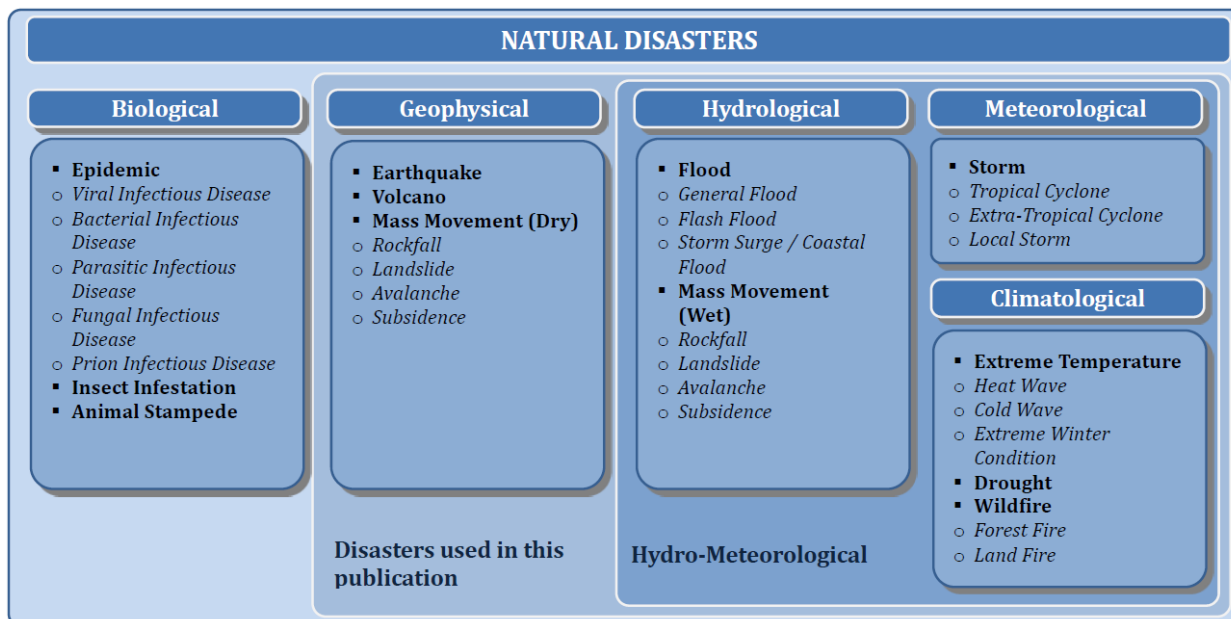 NATURAL DISASTERS
Biological
▪ Epidemic
o Viral Infectious Disease
o Bacterial Infectious
Disease
o Parasitic Infectious
Disease
o Fungal Infectious
Disease
o Prion Infectious Disease
▪ Insect Infestation
▪ Animal Stampede
Geophysical
▪ Earthquake
▪ Volcano
▪ Mass Movement (Dry)
o Rockfall
o Landslide
o Avalanche
o Subsidence
Disasters used in this
publication
Hydrological
▪ Flood
o General Flood
o Flash Flood
o Storm Surge / Coastal
Flood
▪ Mass Movement
(Wet)
o Rockfall
o Landslide
o Avalanche
o Subsidence
Hydro-Meteorological
Meteorological
▪ Storm
o Tropical Cyclone
o Extra-Tropical Cyclone
o Local Storm
Climatological
▪ Extreme Temperature
o Heat Wave
o Cold Wave
o Extreme Winter
Condition
▪ Drought
▪ Wildfire
o Forest Fire
o Land Fire